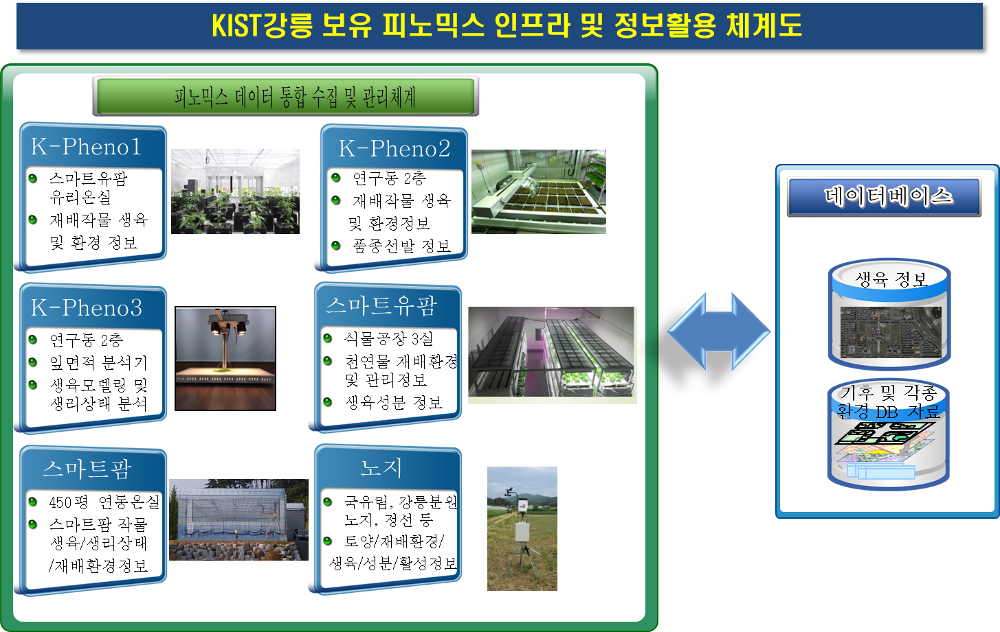 KIST강릉 보유 피노믹스 인프라 및 정보활용 체계도
피노믹스 데이터 통합 수집 및 관리체계
K-Pheno1
스마트유팜
유리온실
재배작물 생육
및 환경 정보
K-Pheno2
연구동 2층
재배작물 생육
및 환경정보
품종선발 정보
K-Pheno3
연구동 2층
잎면적 분석기
생육모델링 및
생리상태 분석
스마트유팜
식물공장 3실
천연물 재배환경
및 관리정보
생육성분 정보
스마트팜
450평 연동온실
스마트팜 작물
생육/생리상태
/재배환경정보
노지
국유림, 강릉분원
노지, 정선 등
토양/재배환경/
생육/성분/활성정보
데이터베이스
생육 정보
기후 및 각종
환경 DB 자료